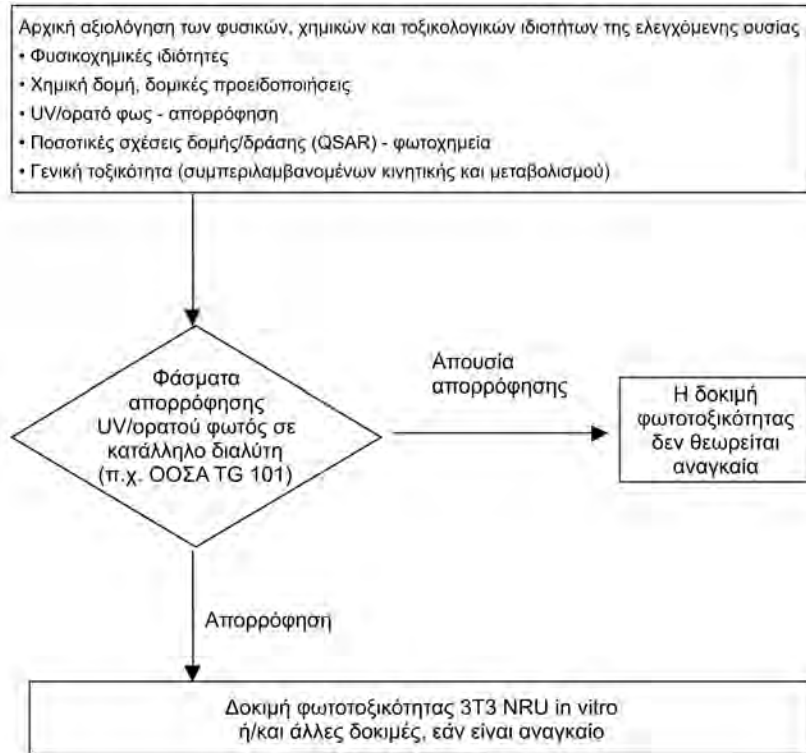 Αρχική αξιολόγηση των φυσικών, χημικών και τοξικολογικών ιδιοτήτων της ελεγχόμενης ουσίας
• Φυσικοχημικές ιδιότητες
• Χημική δομή, δομικές προειδοποιήσεις
• UV/ορατό φως - απορρόφηση
• Ποσοτικές σχέσεις δομής/δράσης (QSAR) - φωτοχημεία
• Γενική τοξικότητα (συμπεριλαμβανομένων κινητικής και μεταβολισμού)
Φάσματα
απορρόφησης
UV/ορατού φωτός σε
κατάλληλο διαλύτη
(π.χ. ΟΟΣΑ TG 101)
Απουσία
απορρόφησης
Η δοκιμή
φωτοτοξικότητας
δεν θεωρείται
αναγκαία
Απορρόφηση
Δοκιμή φωτοτοξικότητας 3T3 NRU in vitro
ή/και άλλες δοκιμές, εάν είναι αναγκαίο